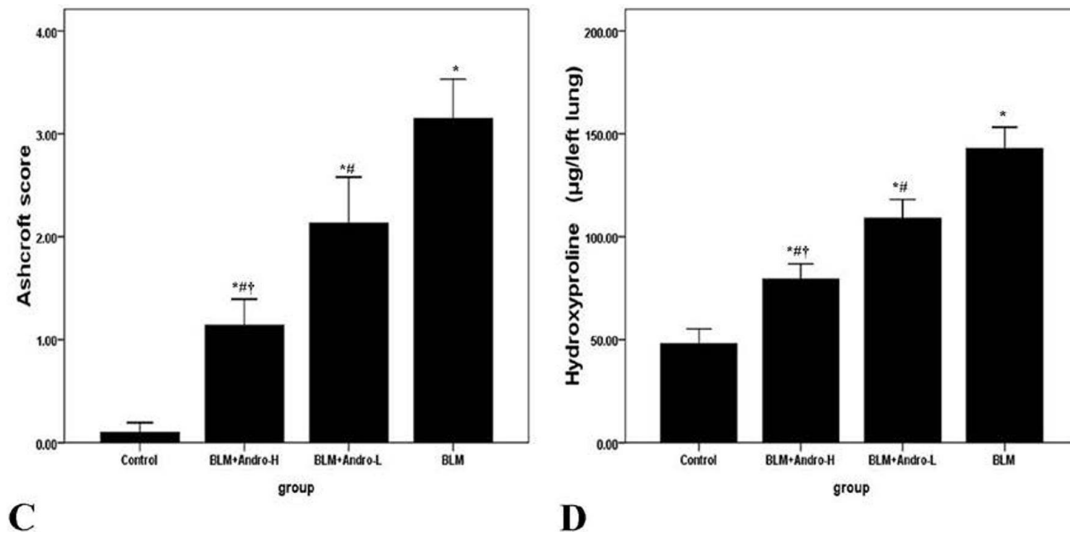 4.00
3.00
2.00
1.00
0.00
Ashcroft score
*
*#
*#†
Control
BLM+Andro-H
BLM+Andro-L
BLM
group
C
200.00
150.00
100.00
50.00
0.00
Hydroxyproline (μg/left lung)
*
*#
*#†
Control
BLM+Andro-H
BLM+Andro-L
BLM
group
D